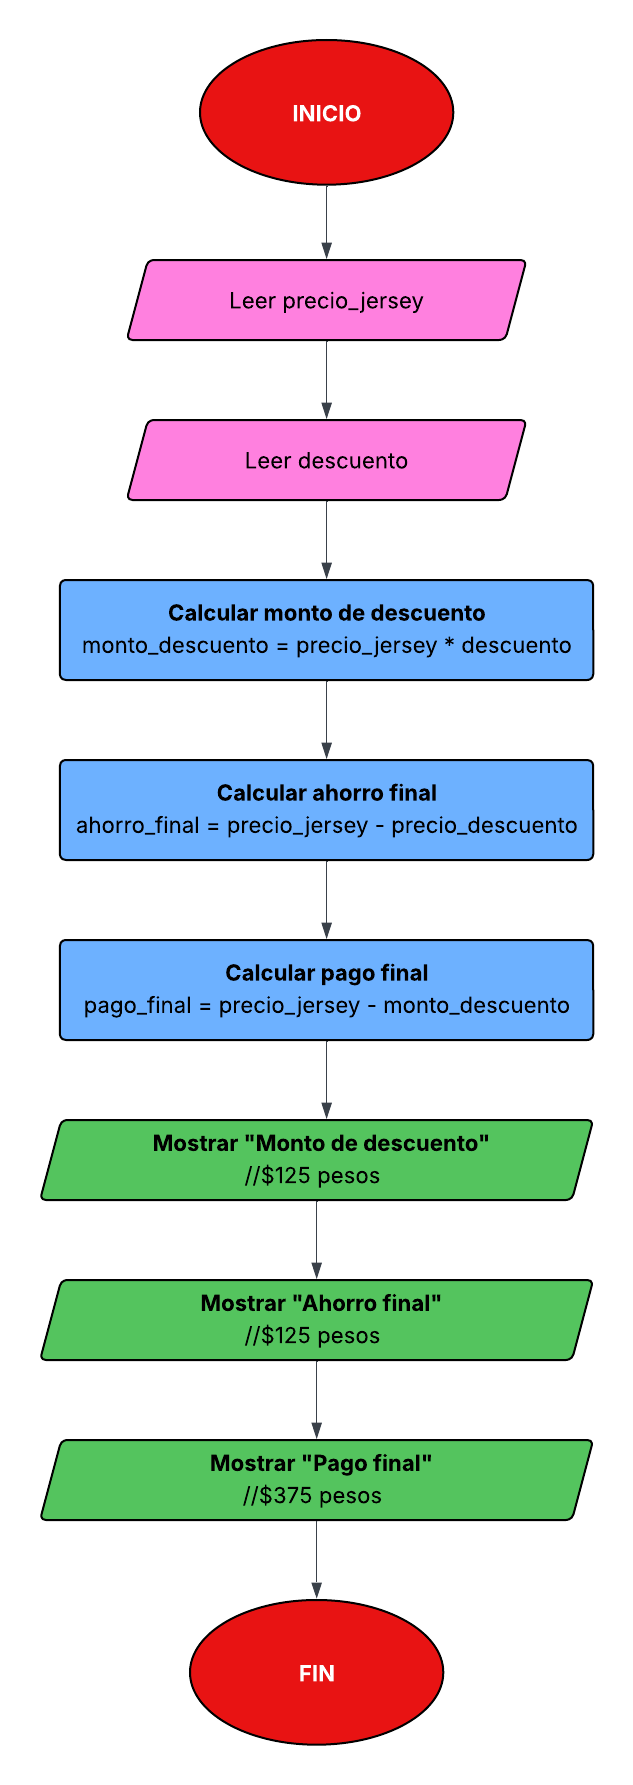 INICIO
Leer precio_jersey
Leer descuento
Calcular monto de descuento
monto_descuento = precio_jersey * descuento
Calcular ahorro final
ahorro_final = precio_jersey - precio_descuento
Calcular pago final
pago_final = precio_jersey - monto_descuento
Mostrar "Monto de descuento"
//$125 pesos
Mostrar "Ahorro final"
//$125 pesos
Mostrar "Pago final"
//$375 pesos
FIN